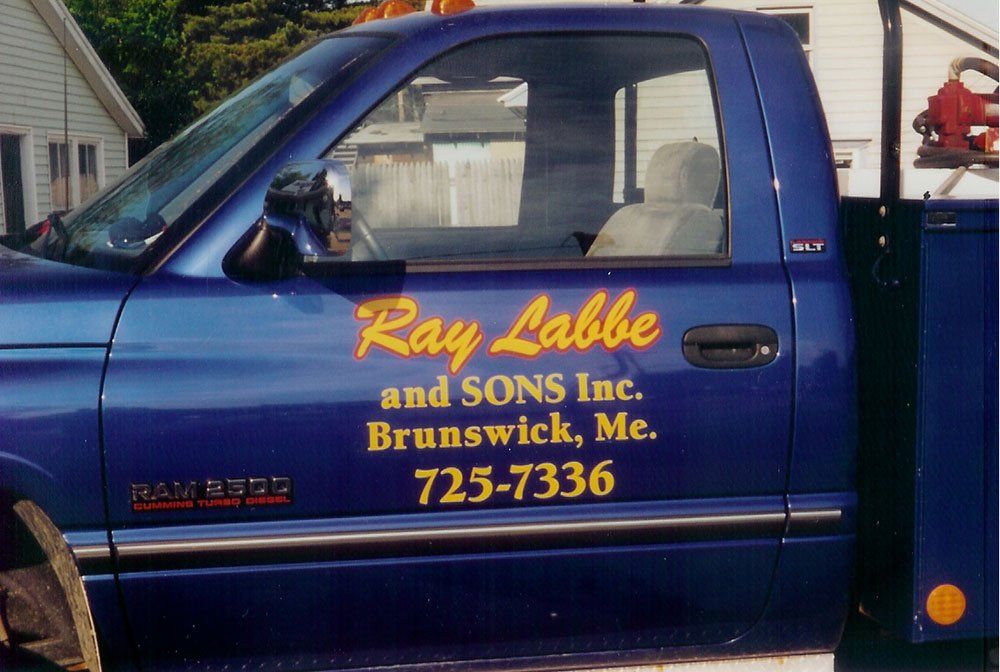 SLT
Ray Labbe
and SONS Inc.
Brunswick, Me.
725-7336
RAM 2500
CUMMINS TURBO DIESEL